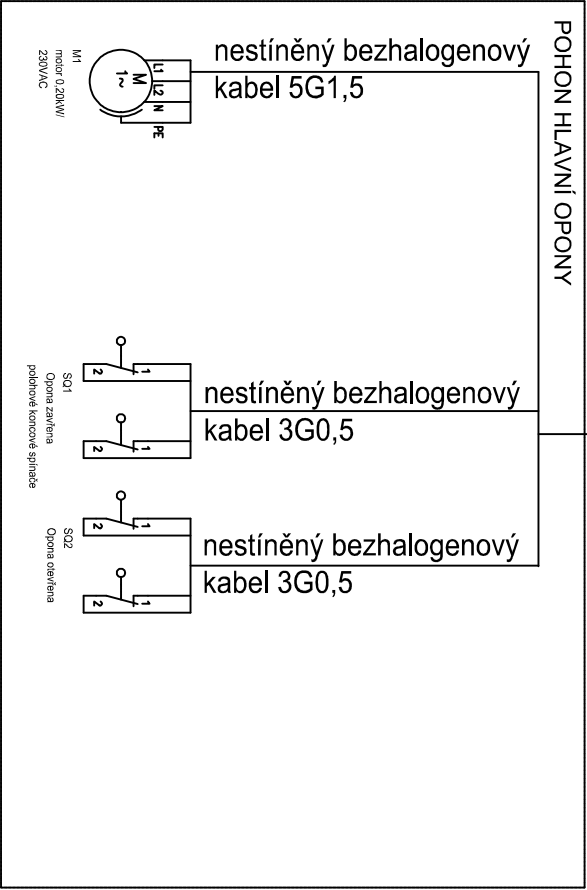 POHON HLAVNÍ OPONY
nestíněný bezhalogenový
kabel 5G1,5
L1
L2
N
PE
M
1~
M1
motor 0,20kW/
230VAC
nestíněný bezhalogenový
kabel 3G0,5
1
2
1
2
SQ1
Opona zavřena
polohové koncové spínače
nestíněný bezhalogenový
kabel 3G0,5
1
2
1
2
SQ2
Opona otevřena